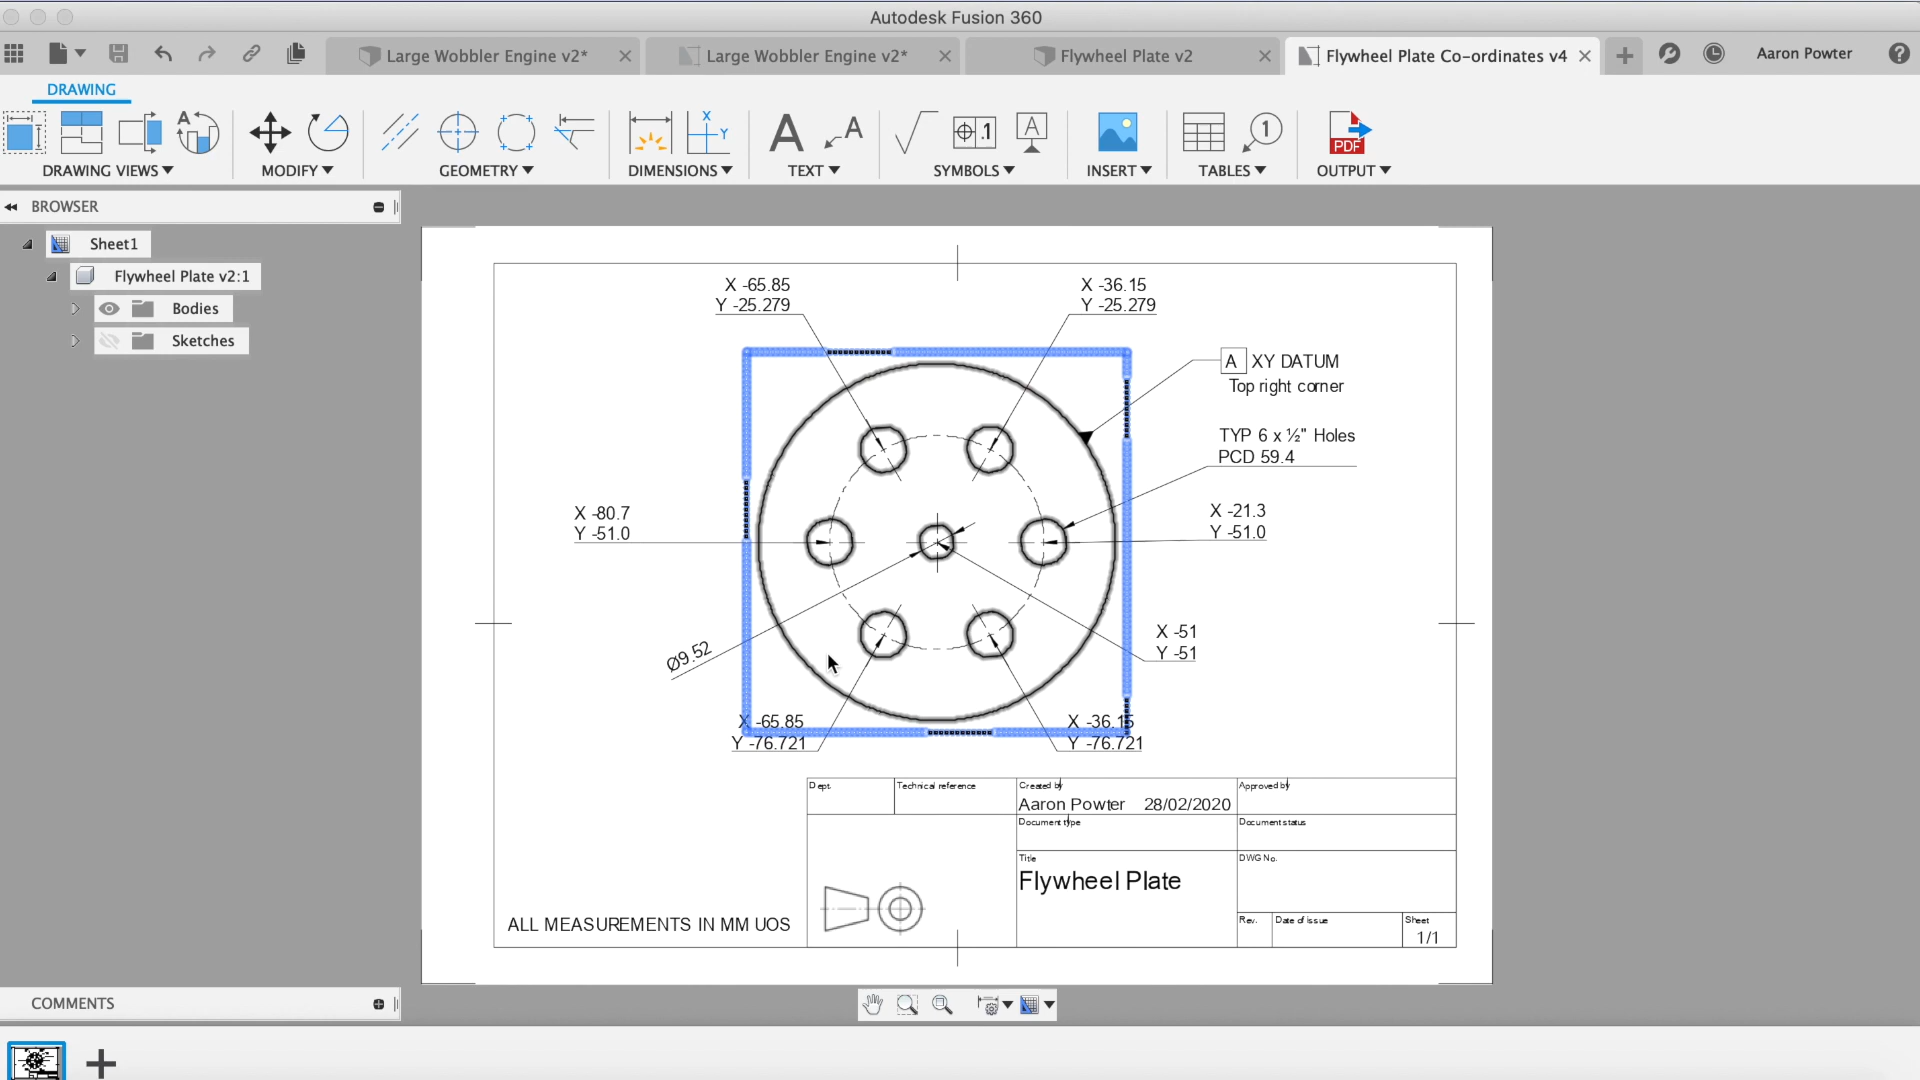 Autodesk Fusion 360
Large Wobbler Engine v2*
Large Wobbler Engine v2*
Flywheel Plate v2
Flywheel Plate Co-ordinates v4
Aaron Powter
DRAWING
DRAWING VIEWS
MODIFY
GEOMETRY
DIMENSIONS
TEXT
SYMBOLS
INSERT
TABLES
OUTPUT
BROWSER
Sheet1
Flywheel Plate v2:1
Bodies
Sketches
X -65.85
Y -25.279
X -36.15
Y -25.279
A XY DATUM
Top right corner
TYP 6 x ½" Holes
PCD 59.4
X -80.7
Y -51.0
X -21.3
Y -51.0
X -51
Y -51
Ø9.52
X -65.85
Y -76.721
X -36.15
Y -76.721
Dept.
Technical reference
Created by
Aaron Powter 28/02/2020
Approved by
Document type
Document status
Title
Flywheel Plate
DWG No.
Rev.
Date of issue
Sheet
1/1
ALL MEASUREMENTS IN MM UOS
COMMENTS